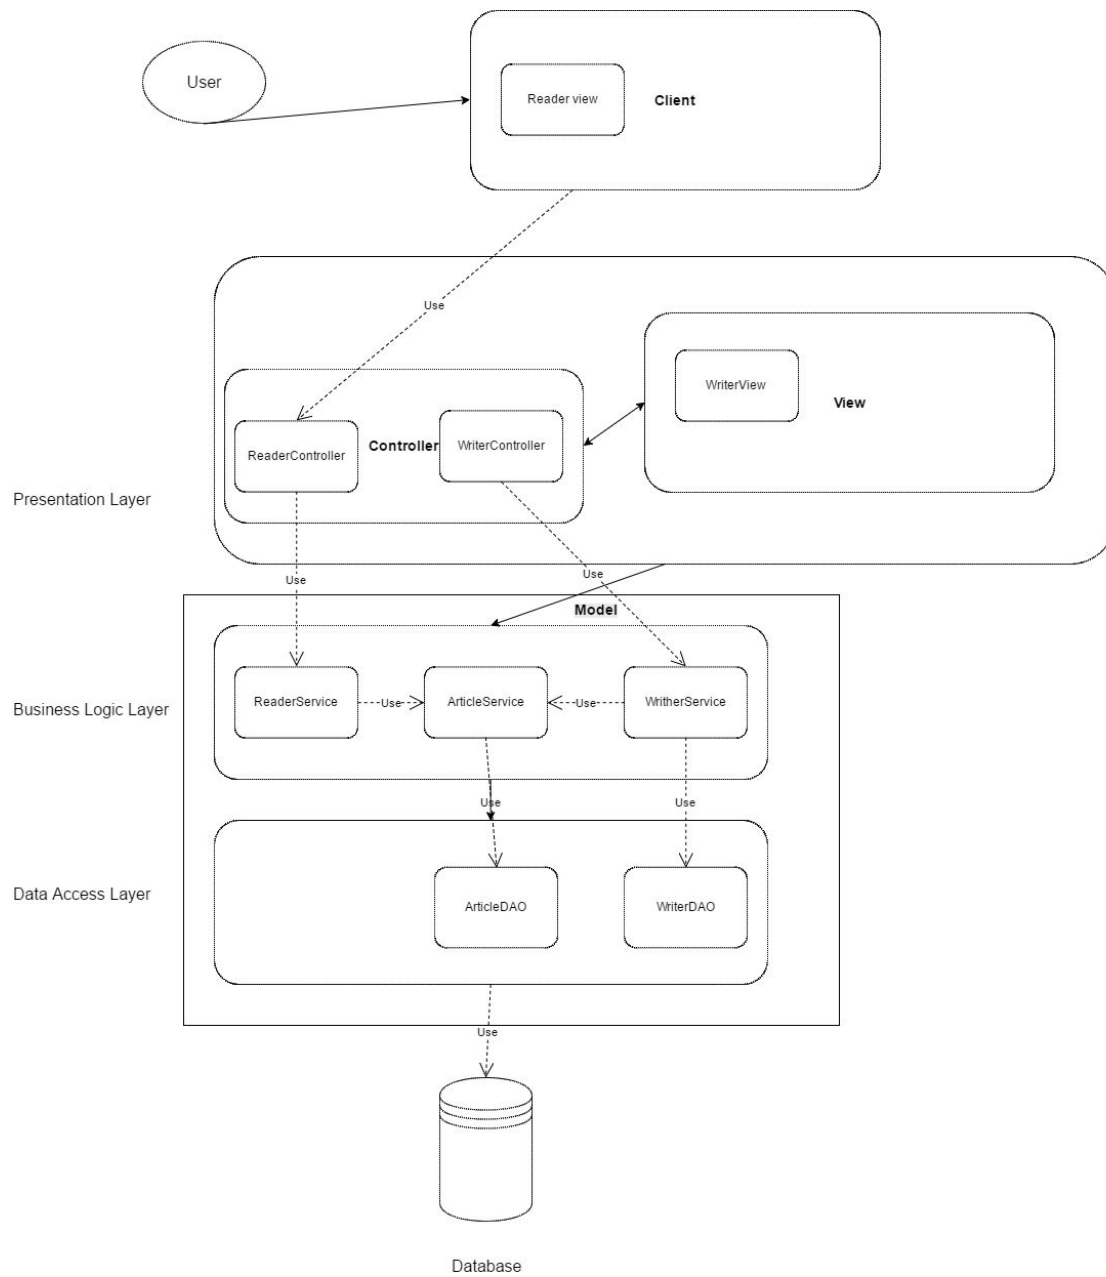 User
Reader view
Client
Use
WriterView
View
ReaderController
Controller
WriterController
Presentation Layer
Use
Use
Model
Business Logic Layer
ReaderService
Use
ArticleService
Use
WritherService
Use
Use
Data Access Layer
ArticleDAO
WriterDAO
Use
Database